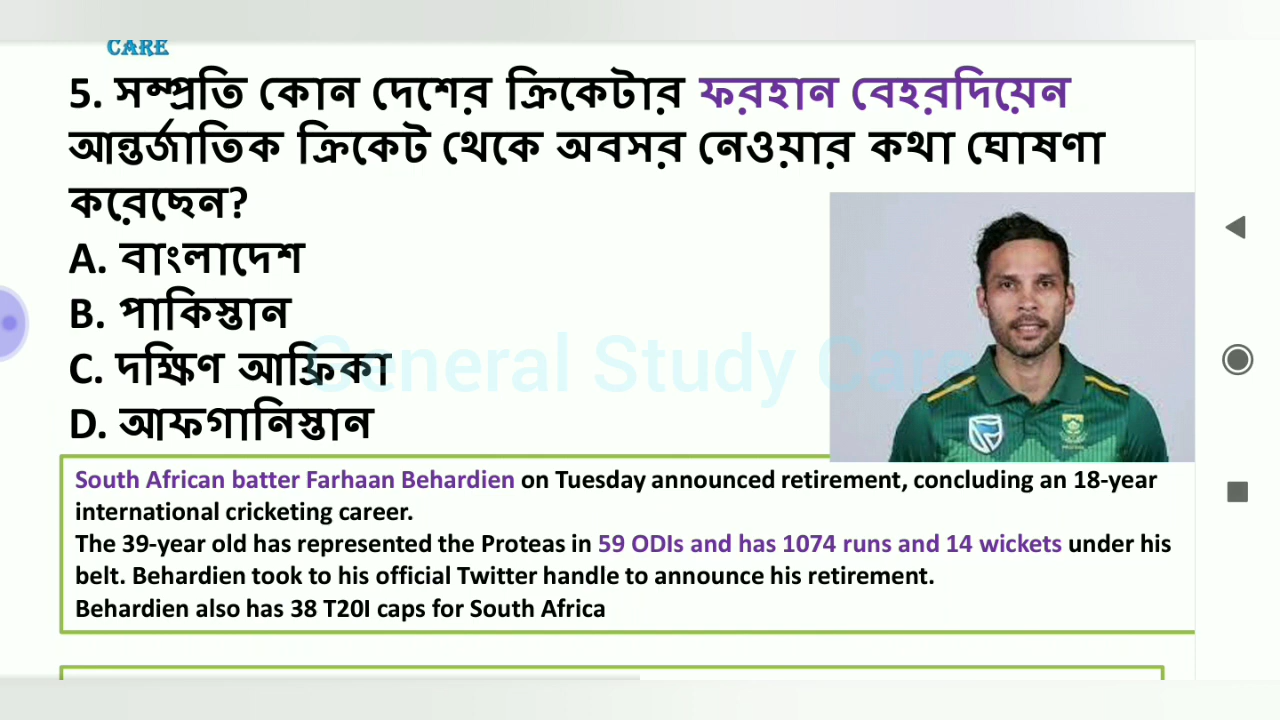 CARE
5. সম্প্রতি কোন দেশের ক্রিকেটার ফরহান বেহরদিয়েন
আন্তর্জাতিক ক্রিকেট থেকে অবসর নেওয়ার কথা ঘোষণা
করেছেন?
A. বাংলাদেশ
B. পাকিস্তান
C. দক্ষিণ আফ্রিকা
D. আফগানিস্তান
General Study Care
South African batter Farhaan Behardien on Tuesday announced retirement, concluding an 18-year
international cricketing career.
The 39-year old has represented the Proteas in 59 ODIs and has 1074 runs and 14 wickets under his
belt. Behardien took to his official Twitter handle to announce his retirement.
Behardien also has 38 T20I caps for South Africa